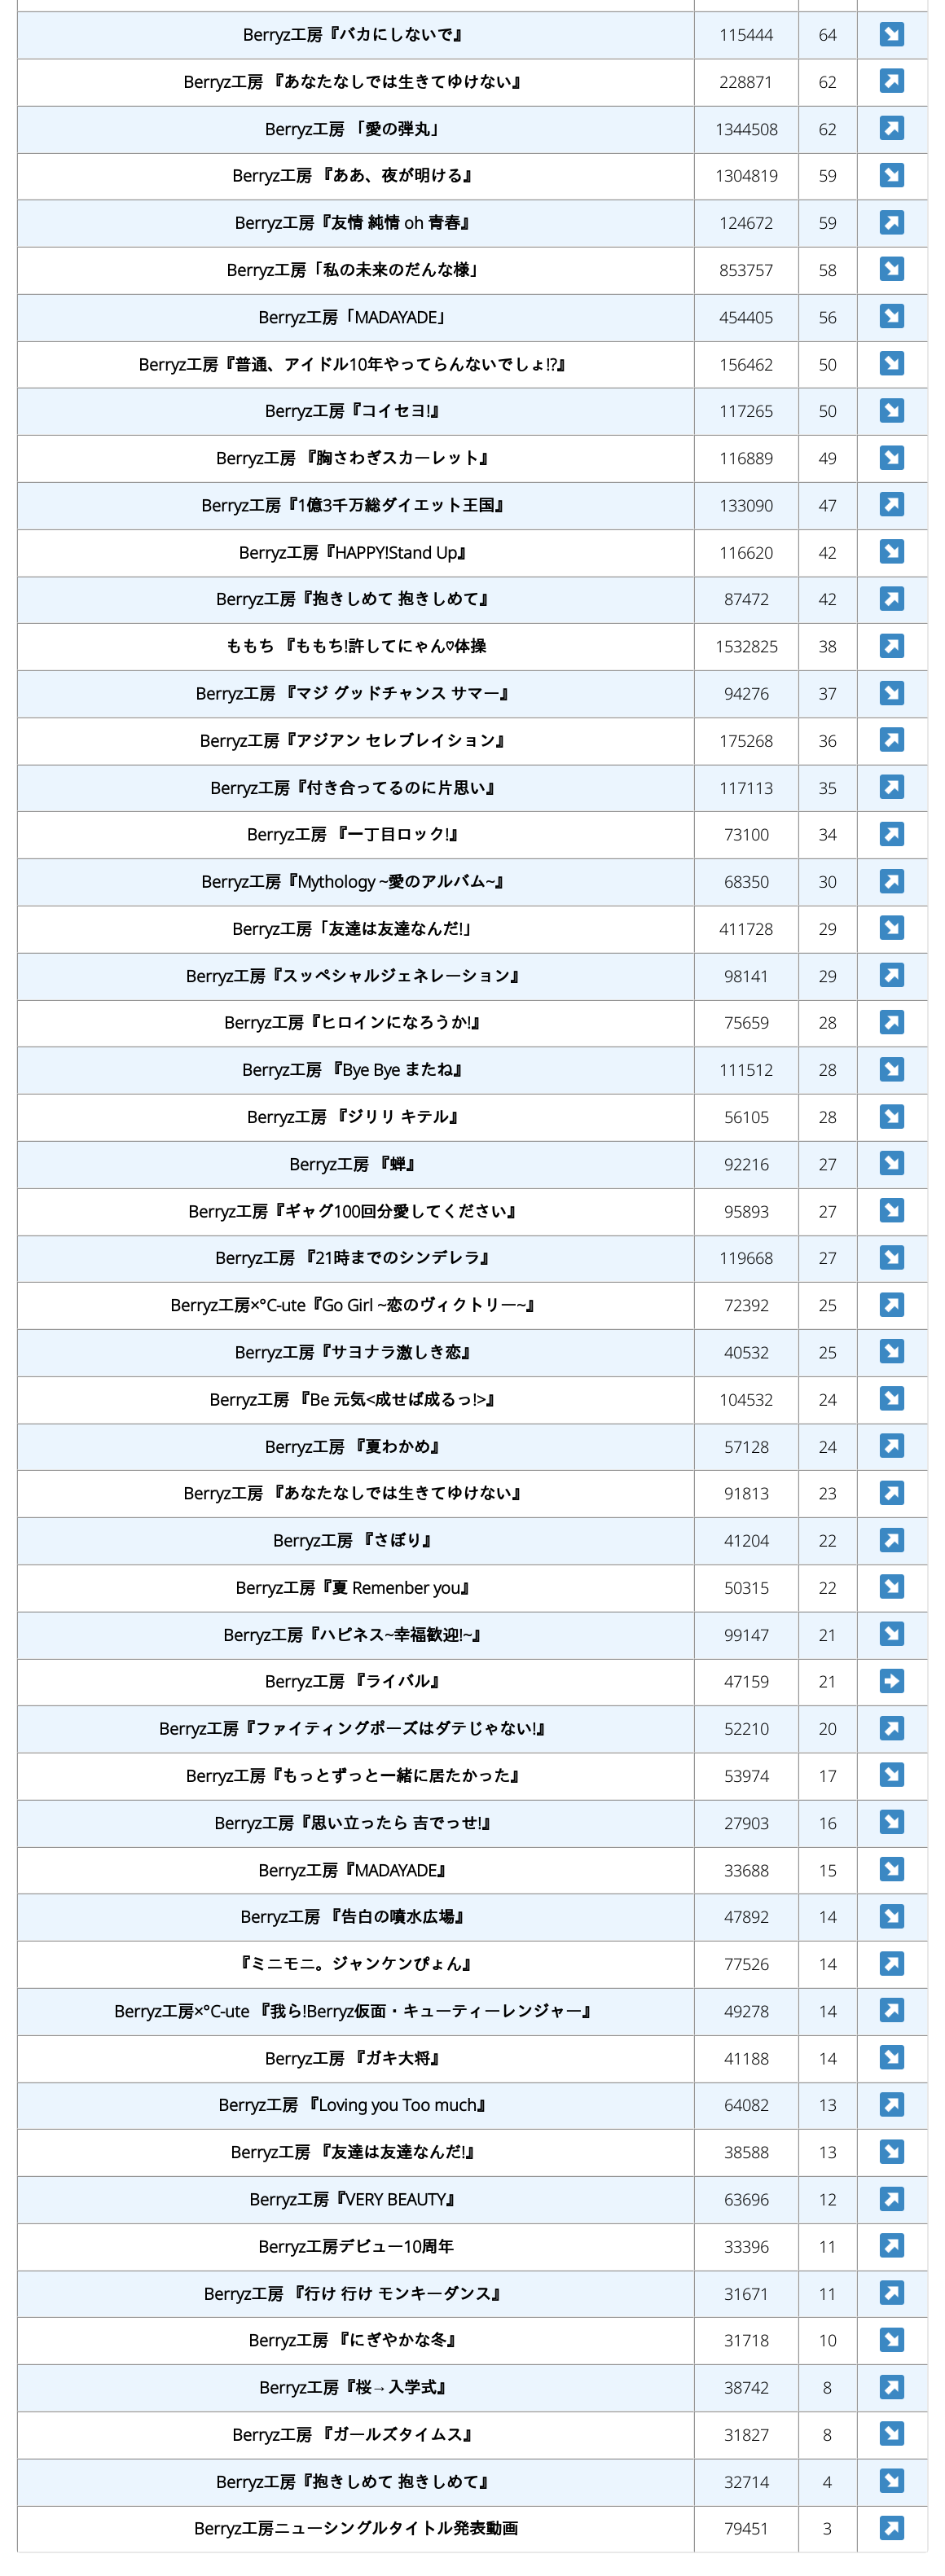 Berryz工房『バカにしないで』 115444 64 ↘
Berryz工房 『あなたなしでは生きてゆけない』 228871 62 ↗
Berryz工房 「愛の弾丸」 1344508 62 ↗
Berryz工房 『ああ、夜が明ける』 1304819 59 ↘
Berryz工房『友情 純情 oh 青春』 124672 59 ↗
Berryz工房「私の未来のだんな様」 853757 58 ↘
Berryz工房「MADAYADE」 454405 56 ↘
Berryz工房『普通、アイドル10年やってらんないでしょ!?』 156462 50 ↘
Berryz工房『コイセヨ!』 117265 50 ↘
Berryz工房 『胸さわぎスカーレット』 116889 49 ↘
Berryz工房『1億3千万総ダイエット王国』 133090 47 ↗
Berryz工房『HAPPY!Stand Up』 116620 42 ↘
Berryz工房『抱きしめて 抱きしめて』 87472 42 ↗
ももち 『ももち!許してにゃん♡体操 1532825 38 ↗
Berryz工房 『マジ グッドチャンス サマー』 94276 37 ↘
Berryz工房『アジアン セレブレイション』 175268 36 ↗
Berryz工房『付き合ってるのに片思い』 117113 35 ↗
Berryz工房 『一丁目ロック!』 73100 34 ↗
Berryz工房『Mythology ~愛のアルバム~』 68350 30 ↗
Berryz工房「友達は友達なんだ!」 411728 29 ↘
Berryz工房『スッペシャルジェネレーション』 98141 29 ↗
Berryz工房『ヒロインになろうか!』 75659 28 ↗
Berryz工房 『Bye Bye またね』 111512 28 ↘
Berryz工房 『ジリリ キテル』 56105 28 ↘
Berryz工房 『蝉』 92216 27 ↘
Berryz工房『ギャグ100回分愛してください』 95893 27 ↘
Berryz工房 『21時までのシンデレラ』 119668 27 ↘
Berryz工房×°C-ute『Go Girl ~恋のヴィクトリー~』 72392 25 ↗
Berryz工房『サヨナラ激しき恋』 40532 25 ↘
Berryz工房 『Be 元気<成せば成るっ!>』 104532 24 ↘
Berryz工房 『夏わかめ』 57128 24 ↗
Berryz工房 『あなたなしでは生きてゆけない』 91813 23 ↗
Berryz工房 『さぼり』 41204 22 ↗
Berryz工房『夏 Remenber you』 50315 22 ↘
Berryz工房『ハピネス~幸福歓迎!~』 99147 21 ↘
Berryz工房 『ライバル』 47159 21 ➡
Berryz工房『ファイティングポーズはダテじゃない!』 52210 20 ↗
Berryz工房『もっとずっと一緒に居たかった』 53974 17 ↘
Berryz工房『思い立ったら 吉でっせ!』 27903 16 ↘
Berryz工房『MADAYADE』 33688 15 ↘
Berryz工房 『告白の噴水広場』 47892 14 ↘
『ミニモニ。ジャンケンぴょん』 77526 14 ↗
Berryz工房×°C-ute 『我ら!Berryz仮面・キューティーレンジャー』 49278 14 ↗
Berryz工房 『ガキ大将』 41188 14 ↘
Berryz工房 『Loving you Too much』 64082 13 ↗
Berryz工房 『友達は友達なんだ!』 38588 13 ↘
Berryz工房『VERY BEAUTY』 63696 12 ↗
Berryz工房デビュー10周年 33396 11 ↗
Berryz工房 『行け 行け モンキーダンス』 31671 11 ↗
Berryz工房 『にぎやかな冬』 31718 10 ↘
Berryz工房『桜→入学式』 38742 8 ↗
Berryz工房 『ガールズタイムス』 31827 8 ↘
Berryz工房『抱きしめて 抱きしめて』 32714 4 ↘
Berryz工房ニューシングルタイトル発表動画 79451 3 ↗